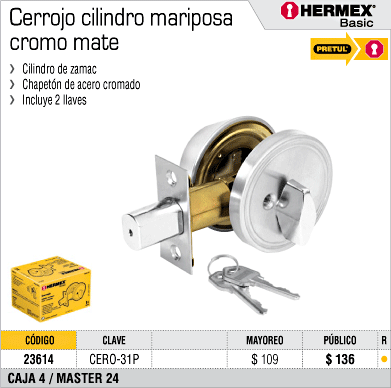 Cerrojo cilindro mariposa
cromo mate
HERMEX®
Basic
PRETUL®
› Cilindro de zamac
› Chapetón de acero cromado
› Incluye 2 llaves
HERMEX
CÓDIGO CLAVE MAYOREO PÚBLICO R
23614 CERO-31P $ 109 $ 136
CAJA 4 / MASTER 24